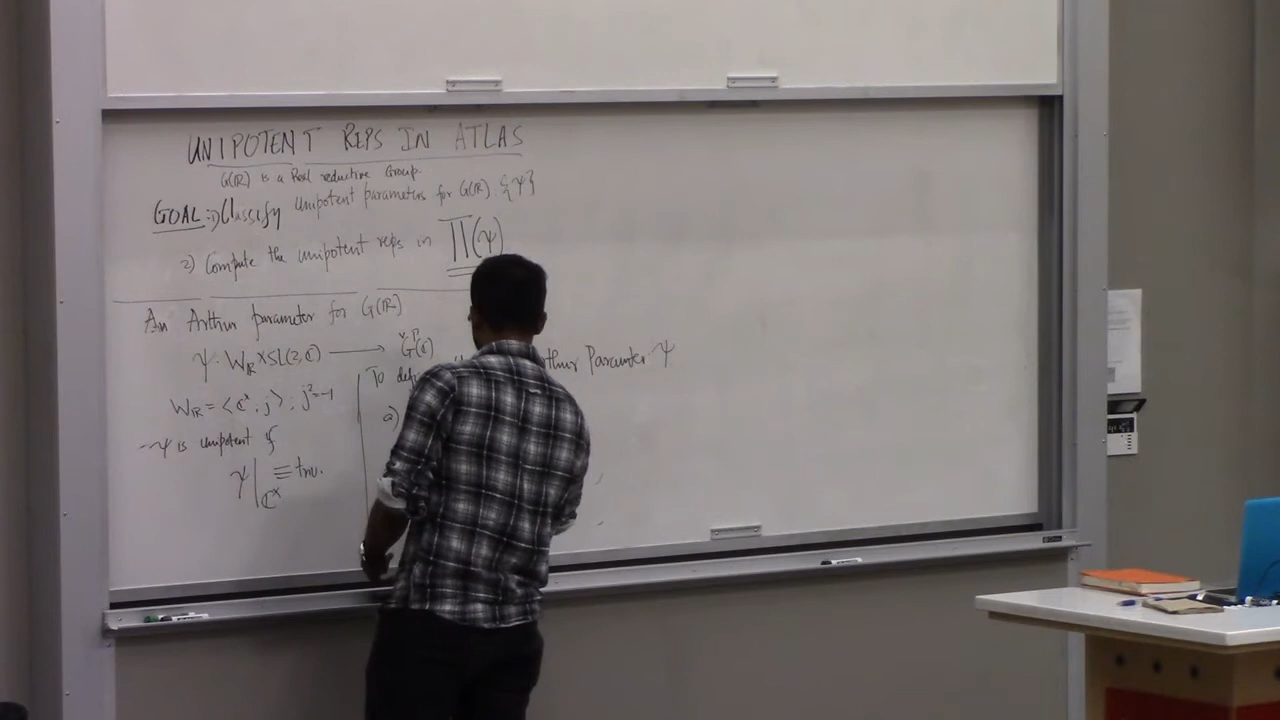 UNIPOTENT REPS IN ATLAS
G(R) is a Real reductive Group.
GOAL:- 1) Classify unipotent parameters for G(R). {ψ}
2) Compute the unipotent reps in Π(ψ)
An Arthur parameter for G(R)
ψ: W_R × SL(2, C) ⟶ Ǧ^Γ(C)
W_R = ⟨C^x, j⟩ ; j²=-1
ψ is unipotent if
ψ|_C^x ≡ triv.
To def thur Parameter ψ
a)